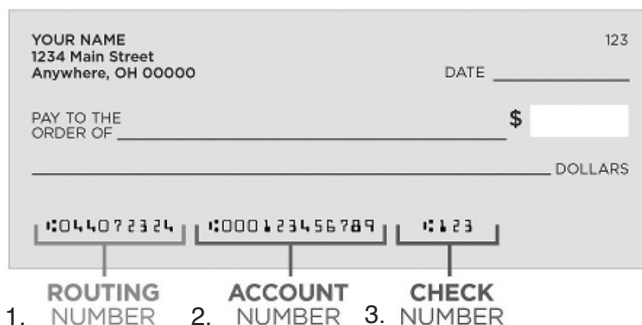 YOUR NAME
123
1234 Main Street
Anywhere, OH 00000
DATE
PAY TO THE
ORDER OF
$
DOLLARS
⑆044072324 ⑆000123456789 ⑆123
ROUTING ACCOUNT CHECK
1. NUMBER 2. NUMBER 3. NUMBER